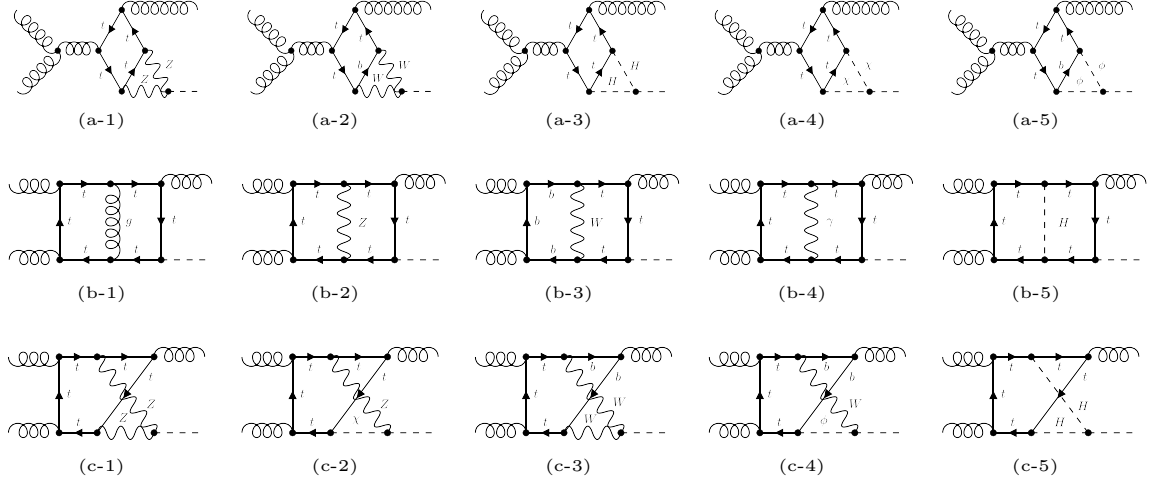 t t Z Z t t
t t W W t b
t t H H t t
t t χ χ t t
t t ϕ ϕ t b
(a-1) (a-2) (a-3) (a-4) (a-5)
t t t g t t t
t t t Z t t t
b t b W t b t
t t t γ t t t
t t t H t t t
(b-1) (b-2) (b-3) (b-4) (b-5)
t t t t Z Z t
t t t t Z χ t
t b t b W W t
t b t b W ϕ t
t t t t H H t
(c-1) (c-2) (c-3) (c-4) (c-5)